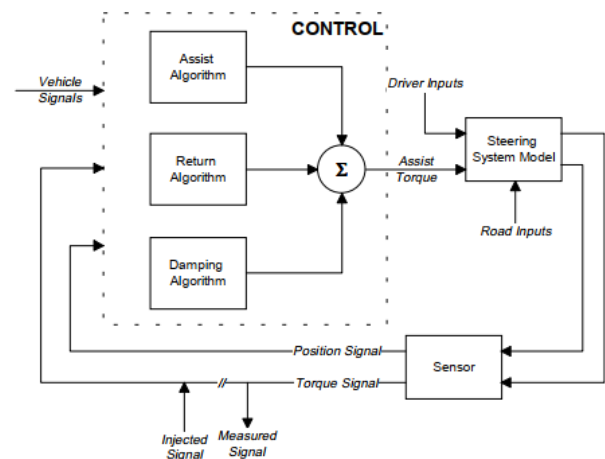 CONTROL
Assist
Algorithm
Vehicle
Signals
Driver Inputs
Steering
System Model
Return
Algorithm
Σ
Assist
Torque
Road Inputs
Damping
Algorithm
Position Signal
Sensor
//
Torque Signal
Injected
Signal
Measured
Signal